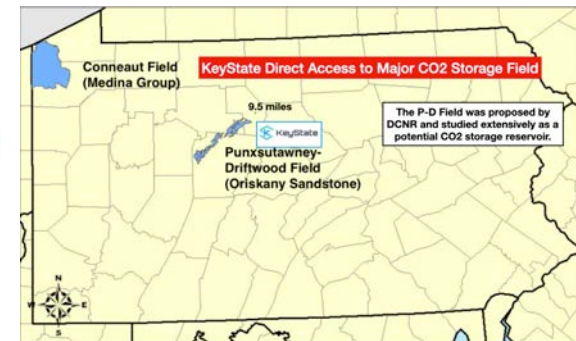 Conneaut Field
(Medina Group)
KeyState Direct Access to Major CO2 Storage Field
9.5 miles
KeyState
The P-D Field was proposed by
DCNR and studied extensively as a
potential CO2 storage reservoir.
Punxsutawney-
Driftwood Field
(Oriskany Sandstone)
N
W
E
S